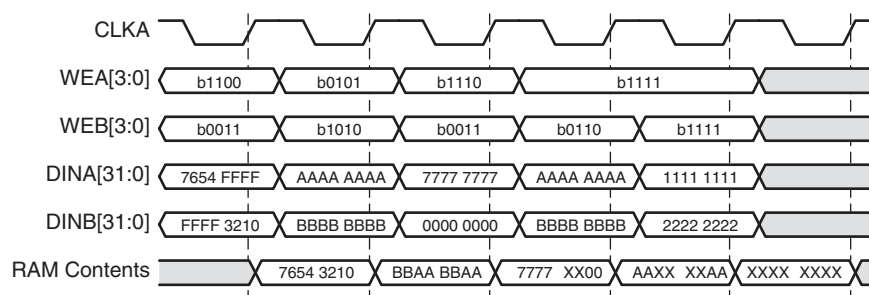 CLKA
WEA[3:0] b1100 b0101 b1110 b1111
WEB[3:0] b0011 b1010 b0011 b0110 b1111
DINA[31:0] 7654 FFFF AAAA AAAA 7777 7777 AAAA AAAA 1111 1111
DINB[31:0] FFFF 3210 BBBB BBBB 0000 0000 BBBB BBBB 2222 2222
RAM Contents 7654 3210 BBAA BBAA 7777 XX00 AAXX XXAA XXXX XXXX